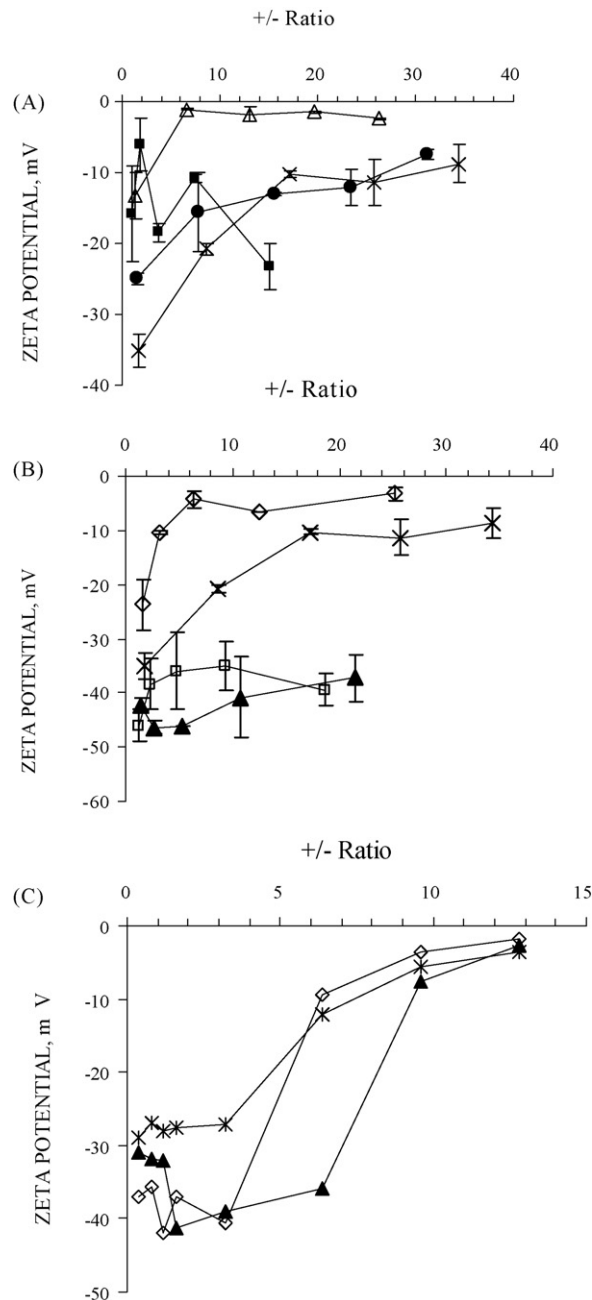 +/- Ratio
0 10 20 30 40
(A)
ZETA POTENTIAL, mV
0
-10
-20
-30
-40
+/- Ratio
0 10 20 30 40
(B)
ZETA POTENTIAL, mV
0
-10
-20
-30
-40
-50
-60
+/- Ratio
0 5 10 15
(C)
ZETA POTENTIAL, m V
0
-10
-20
-30
-40
-50